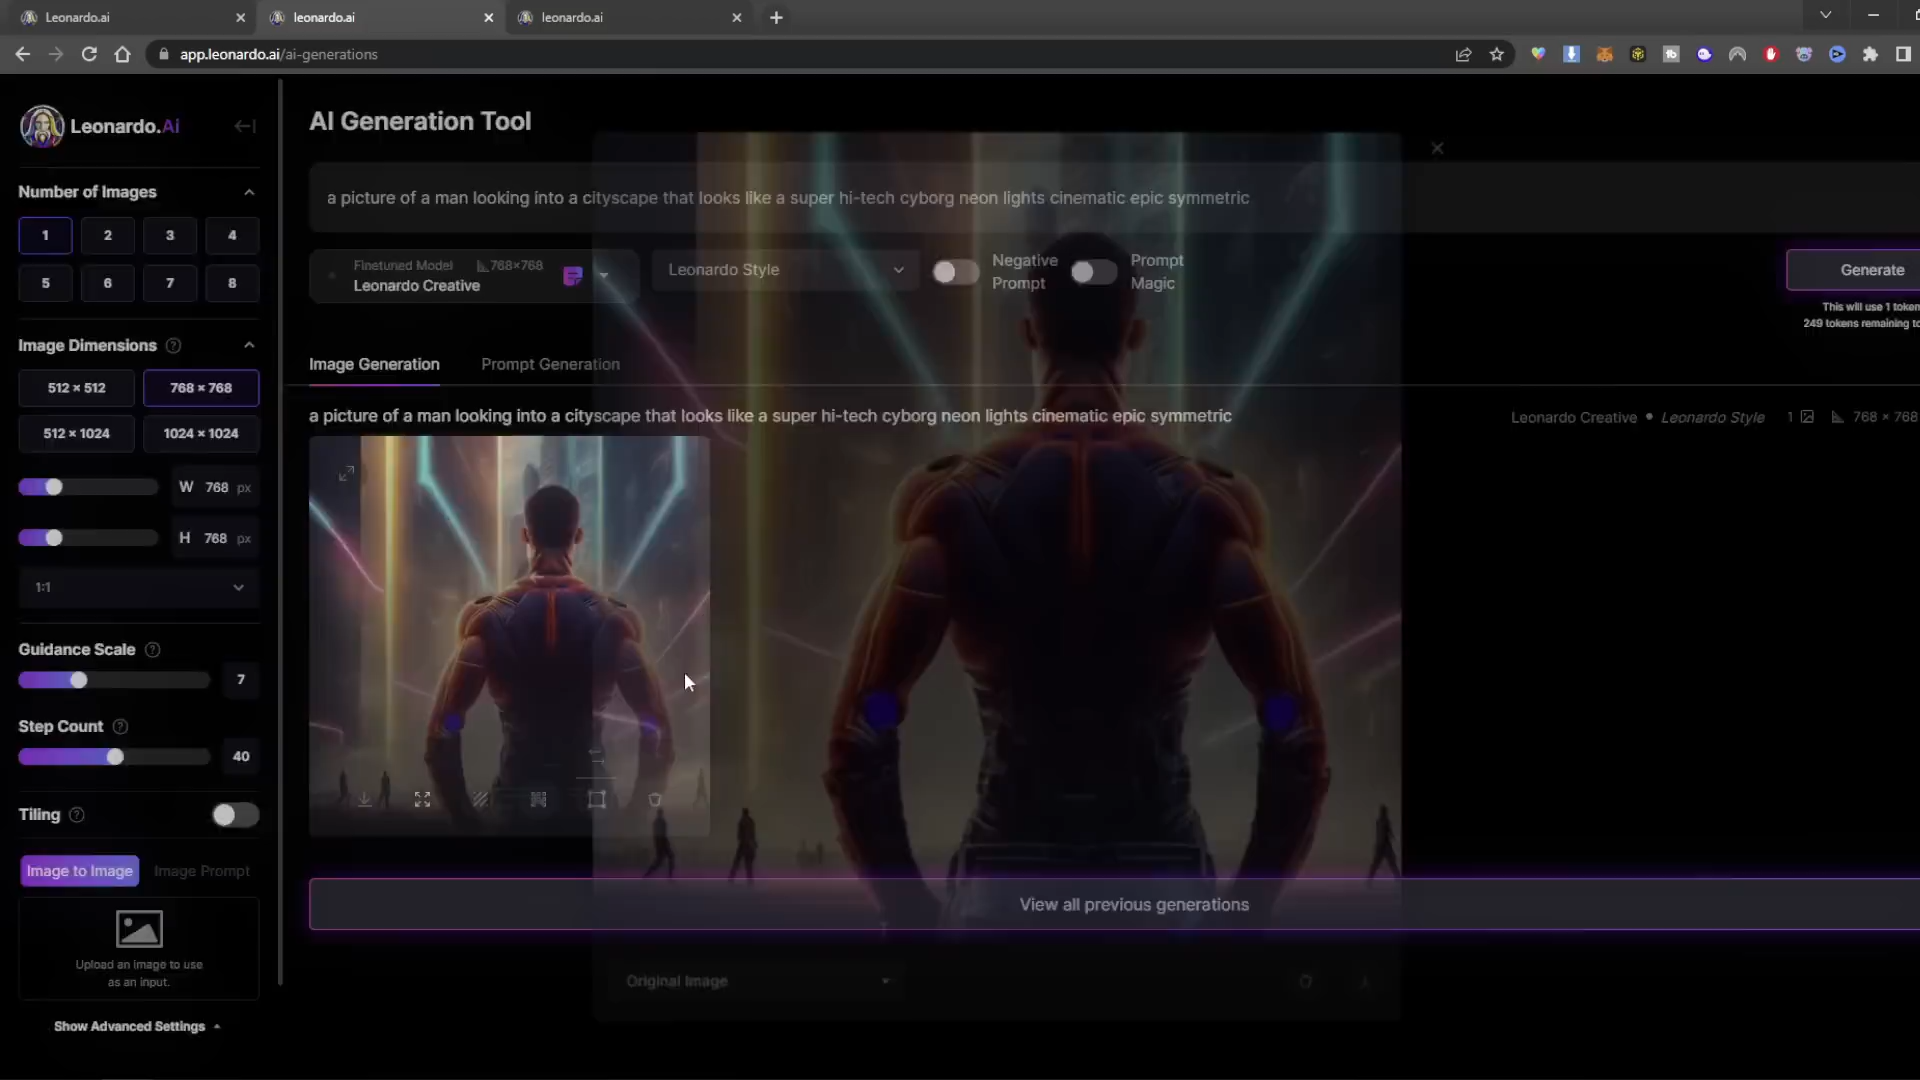 Leonardo.ai
leonardo.ai
leonardo.ai
app.leonardo.ai/ai-generations
Leonardo.Ai
AI Generation Tool
Number of Images
1
2
3
4
5
6
7
8
a picture of a man looking into a cityscape that looks like a super hi-tech cyborg neon lights cinematic epic symmetric
Finetuned Model
768×768
Leonardo Creative
Leonardo Style
Negative
Prompt
Prompt
Magic
Generate
This will use 1 token
249 tokens remaining to
Image Dimensions
512 × 512
768 × 768
512 × 1024
1024 × 1024
W 768 px
H 768 px
1:1
Image Generation
Prompt Generation
a picture of a man looking into a cityscape that looks like a super hi-tech cyborg neon lights cinematic epic symmetric
Leonardo Creative • Leonardo Style
1
768 × 768
Guidance Scale
7
Step Count
40
Tiling
Image to Image
Image Prompt
Upload an image to use
as an input.
Show Advanced Settings
View all previous generations
Original Image